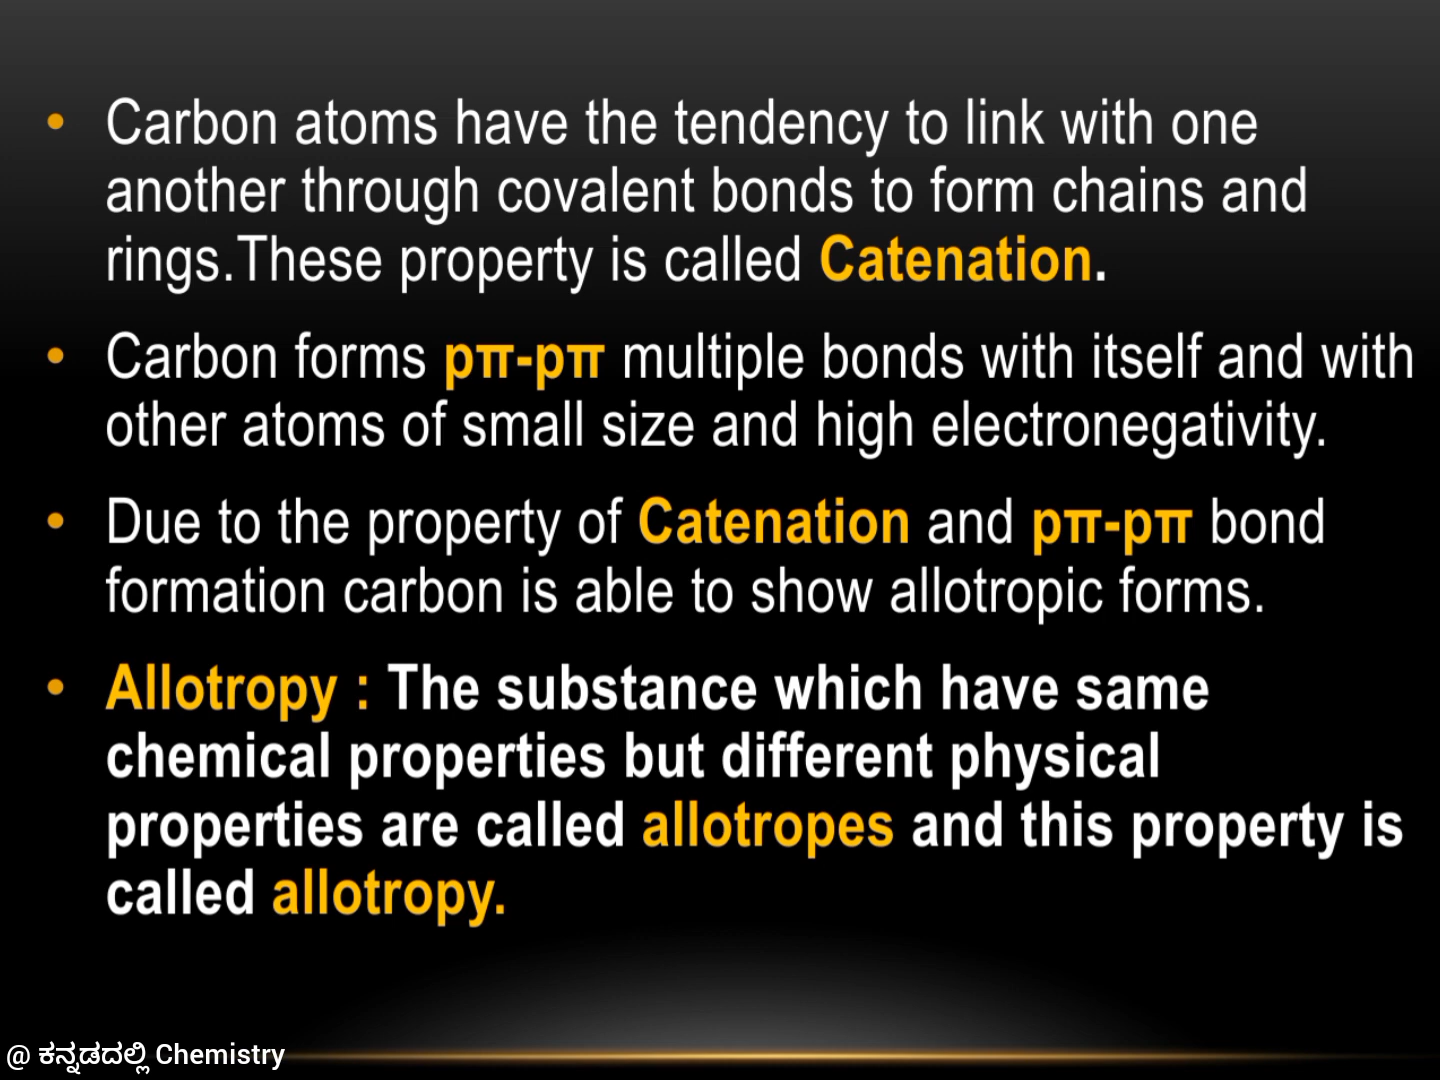 • Carbon atoms have the tendency to link with one
another through covalent bonds to form chains and
rings.These property is called Catenation.
• Carbon forms pπ-pπ multiple bonds with itself and with
other atoms of small size and high electronegativity.
• Due to the property of Catenation and pπ-pπ bond
formation carbon is able to show allotropic forms.
• Allotropy : The substance which have same
chemical properties but different physical
properties are called allotropes and this property is
called allotropy.
@ ಕನ್ನಡದಲ್ಲಿ Chemistry